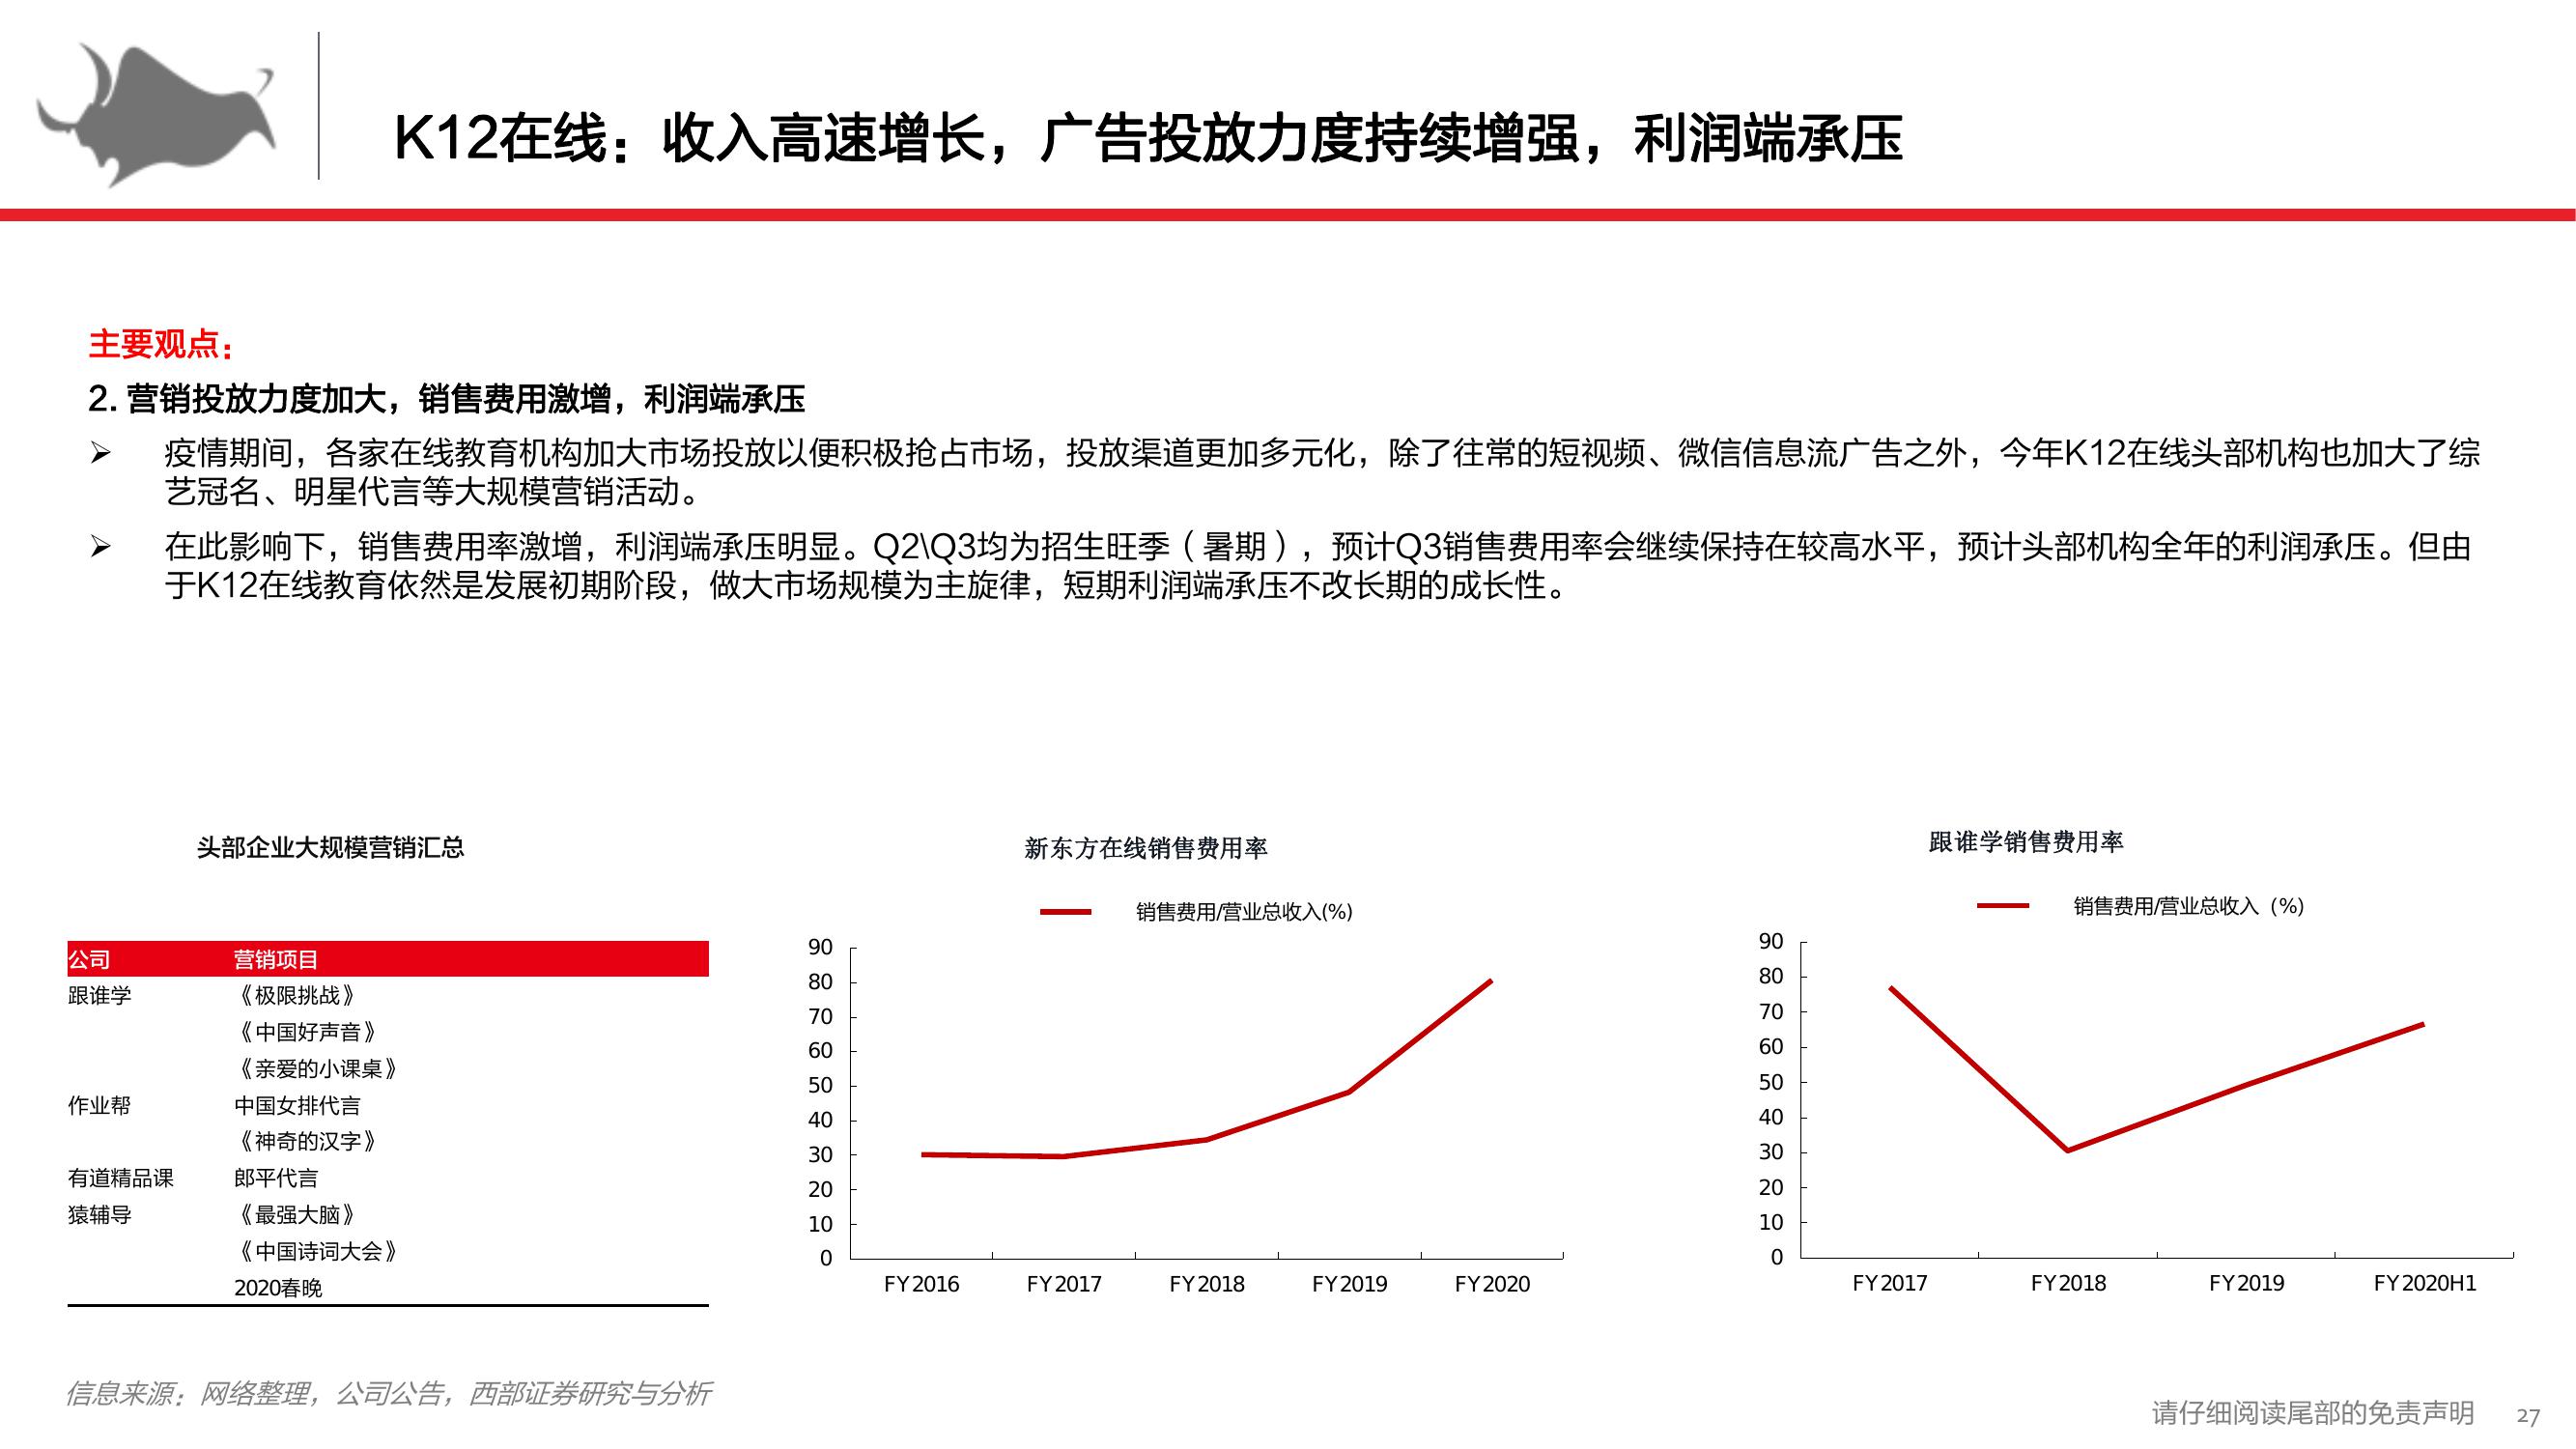 K12在线：收入高速增长，广告投放力度持续增强，利润端承压
主要观点：
2. 营销投放力度加大，销售费用激增，利润端承压
➢ 疫情期间，各家在线教育机构加大市场投放以便积极抢占市场，投放渠道更加多元化，除了往常的短视频、微信信息流广告之外，今年K12在线头部机构也加大了综
艺冠名、明星代言等大规模营销活动。
➢ 在此影响下，销售费用率激增，利润端承压明显。Q2\Q3均为招生旺季（暑期），预计Q3销售费用率会继续保持在较高水平，预计头部机构全年的利润承压。但由
于K12在线教育依然是发展初期阶段，做大市场规模为主旋律，短期利润端承压不改长期的成长性。
头部企业大规模营销汇总
公司 营销项目
跟谁学 《极限挑战》
《中国好声音》
《亲爱的小课桌》
作业帮 中国女排代言
《神奇的汉字》
有道精品课 郎平代言
猿辅导 《最强大脑》
《中国诗词大会》
2020春晚
新东方在线销售费用率
销售费用/营业总收入(%)
90
80
70
60
50
40
30
20
10
0
FY2016 FY2017 FY2018 FY2019 FY2020
跟谁学销售费用率
销售费用/营业总收入（%）
90
80
70
60
50
40
30
20
10
0
FY2017 FY2018 FY2019 FY2020H1
信息来源：网络整理，公司公告，西部证券研究与分析
请仔细阅读尾部的免责声明 27